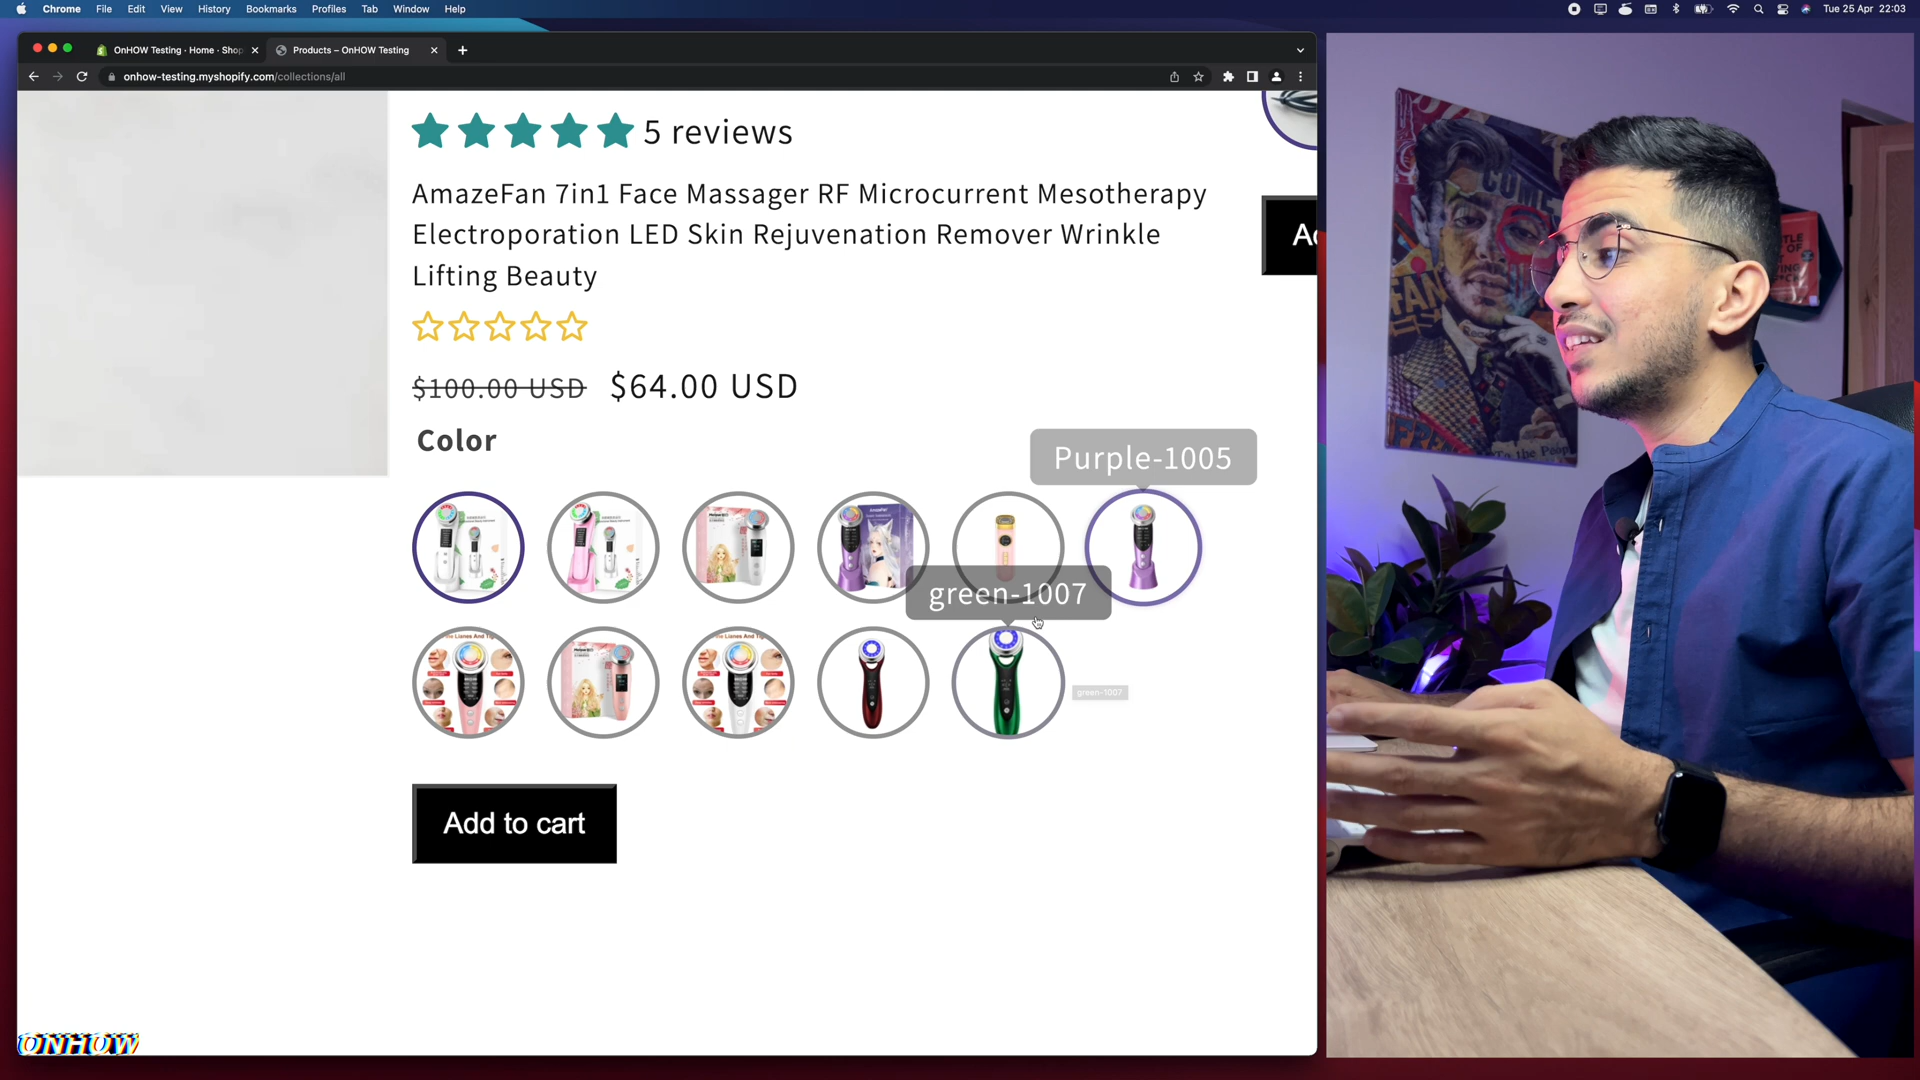 Chrome File Edit View History Bookmarks Profiles Tab Window Help
Tue 25 Apr 22:03
OnHOW Testing · Home · Shop
Products – OnHOW Testing
onhow-testing.myshopify.com/collections/all
5 reviews
AmazeFan 7in1 Face Massager RF Microcurrent Mesotherapy
Electroporation LED Skin Rejuvenation Remover Wrinkle
Lifting Beauty
$100.00 USD $64.00 USD
Color
Purple-1005
green-1007
green-1007
Add to cart
ONHOW